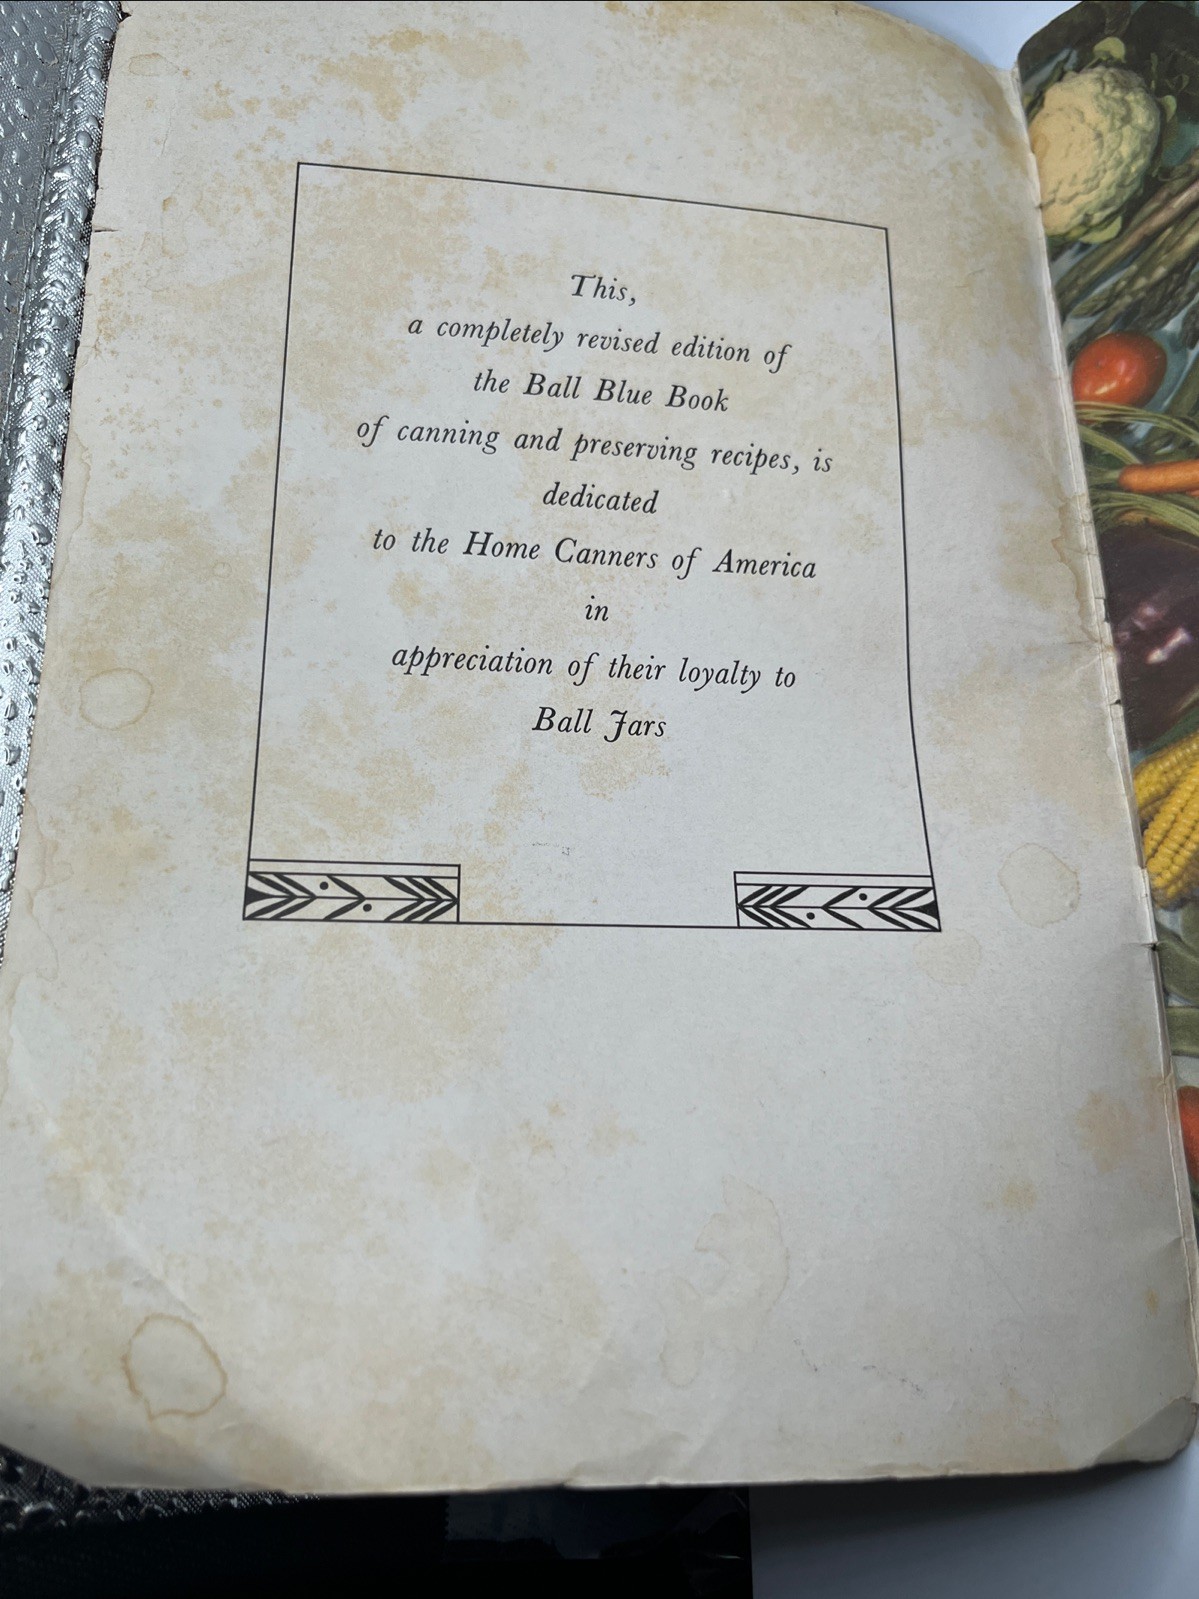 This,
a completely revised edition of
the Ball Blue Book
of canning and preserving recipes, is
dedicated
to the Home Canners of America
in
appreciation of their loyalty to
Ball Jars